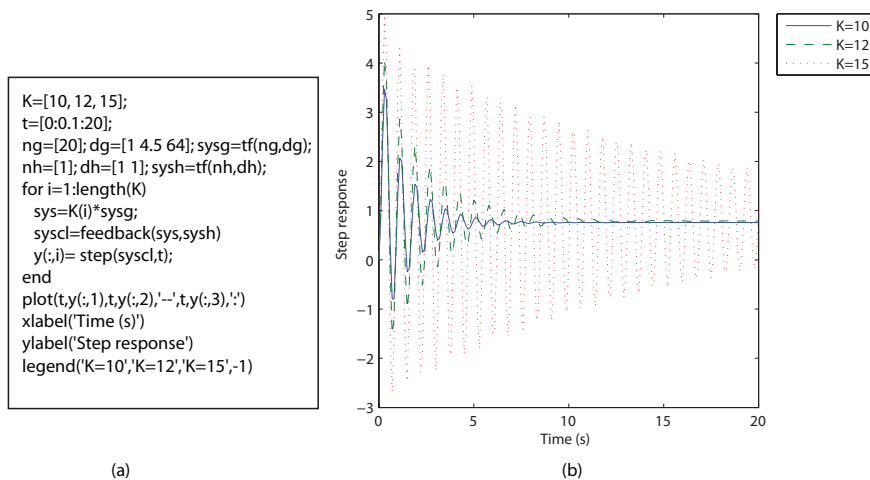 K=[10, 12, 15];
t=[0:0.1:20];
ng=[20]; dg=[1 4.5 64]; sysg=tf(ng,dg);
nh=[1]; dh=[1 1]; sysh=tf(nh,dh);
for i=1:length(K)
sys=K(i)*sysg;
syscl=feedback(sys,sysh)
y(:,i)= step(syscl,t);
end
plot(t,y(:,1),t,y(:,2),'--',t,y(:,3),':')
xlabel('Time (s)')
ylabel('Step response')
legend('K=10','K=12','K=15',-1)
(a)
5
4
3
2
1
0
−1
−2
−3
Step response
0
5
10
15
20
Time (s)
K=10
K=12
K=15
(b)